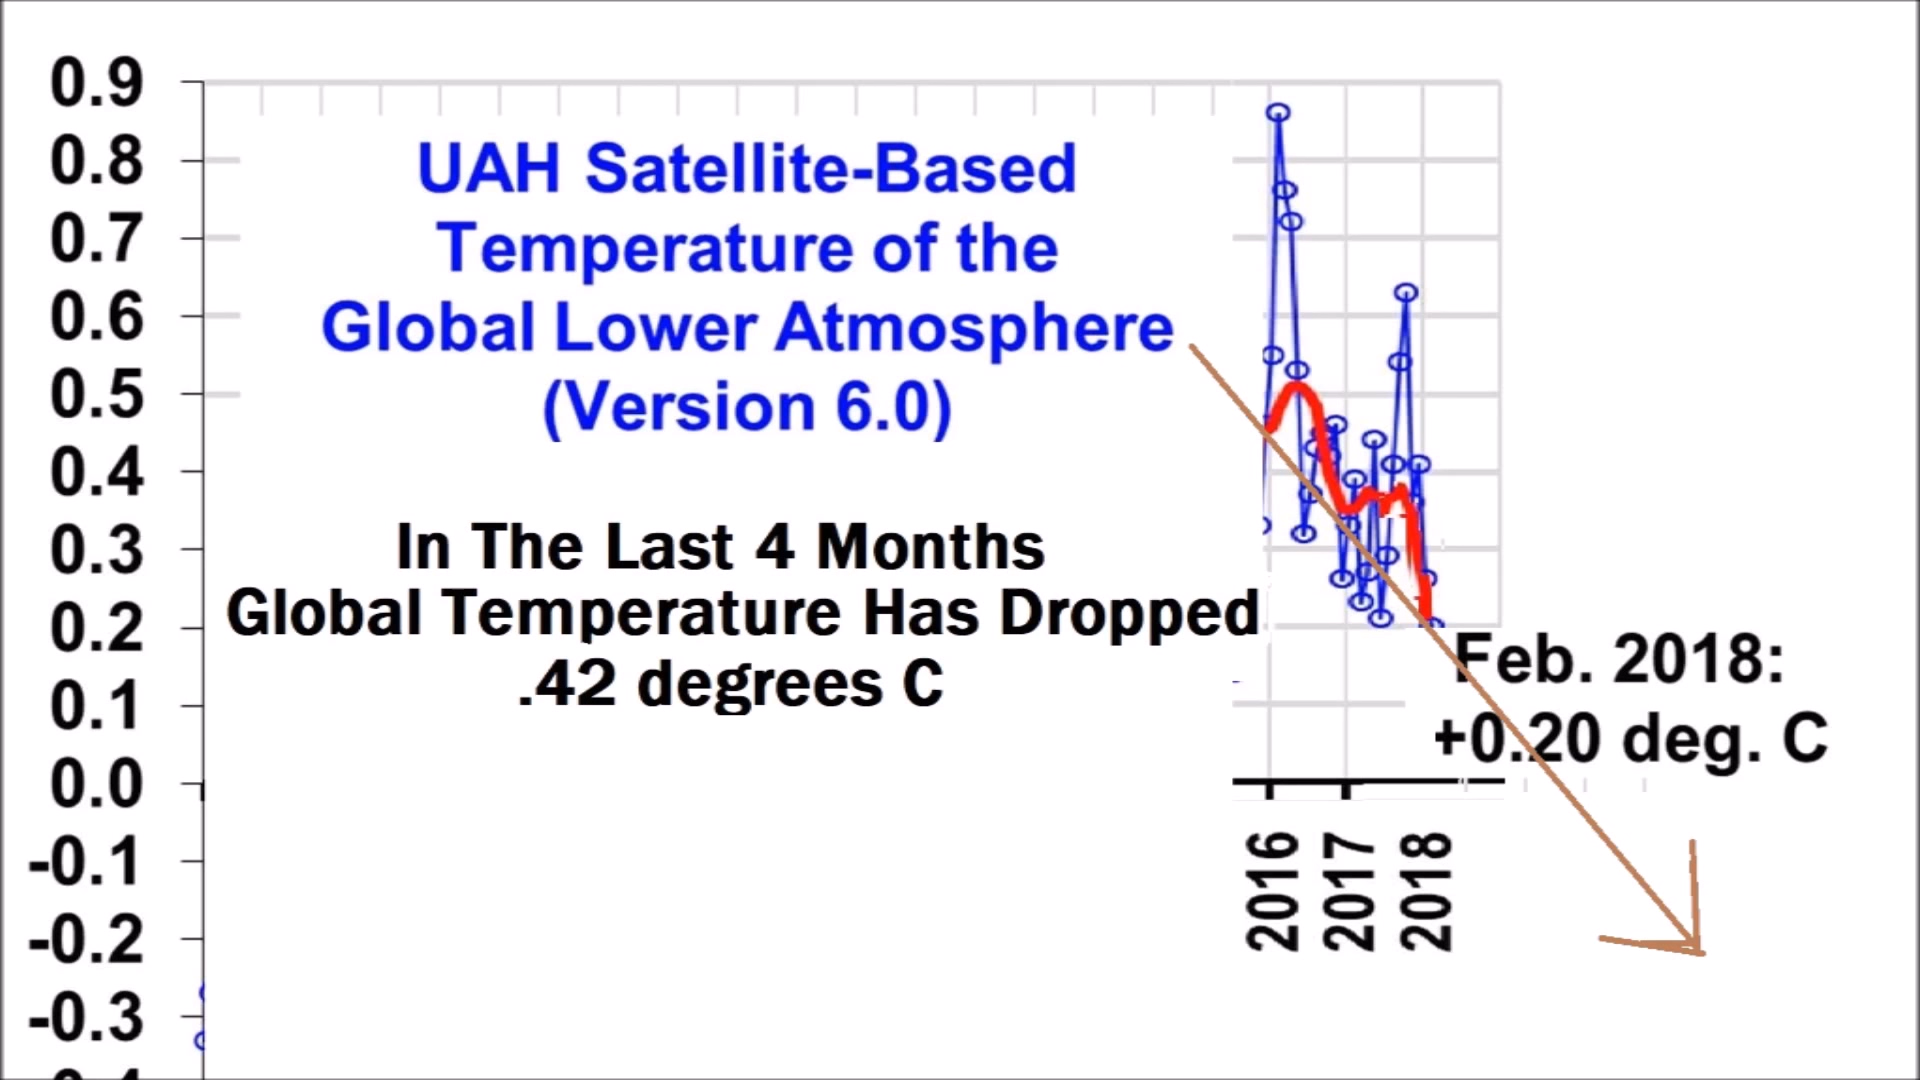 0.9
0.8
0.7
0.6
0.5
0.4
0.3
0.2
0.1
0.0
-0.1
-0.2
-0.3
UAH Satellite-Based
Temperature of the
Global Lower Atmosphere
(Version 6.0)
In The Last 4 Months
Global Temperature Has Dropped
.42 degrees C
Feb. 2018:
+0.20 deg. C
2016
2017
2018